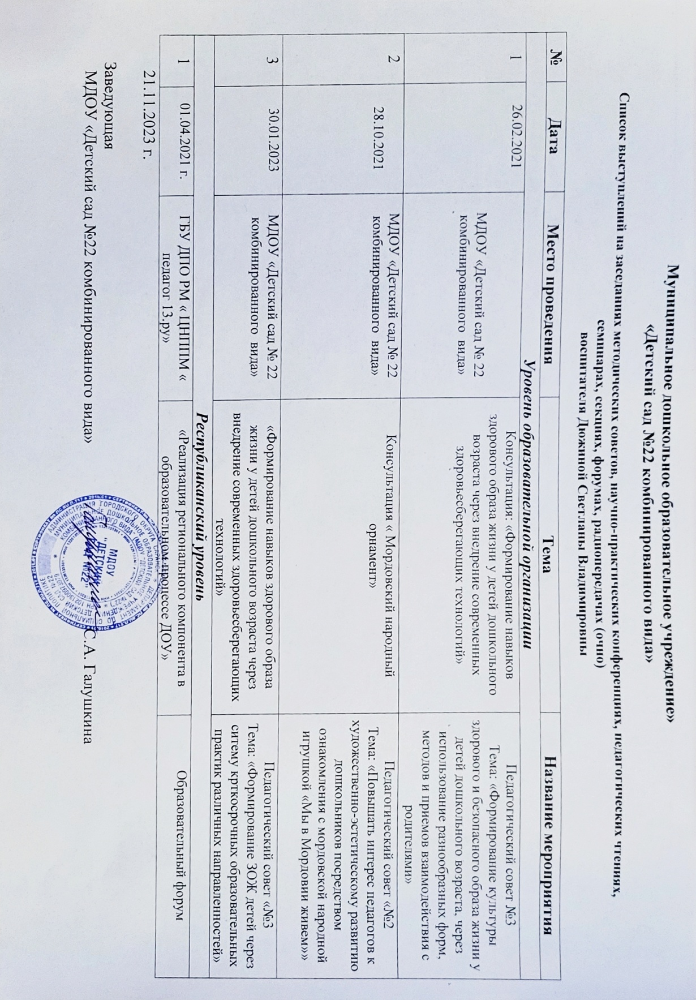 Муниципальное дошкольное образовательное учреждение»
«Детский сад №22 комбинированного вида»
Список выступлений на заседаниях методических советов, научно-практических конференциях, педагогических чтениях,
семинарах, секциях, форумах, радиопередачах (очно)
воспитателя Дюжиной Светланы Владимировны
№ Дата Место проведения Тема Название мероприятия
Уровень образовательной организации
1
26.02.2021
МДОУ «Детский сад № 22
комбинированного вида»
Консультация: «Формирование навыков
здорового образа жизни у детей дошкольного
возраста через внедрение современных
здоровьесберегающих технологий»
Педагогический совет №3
Тема: «Формирование культуры
здорового и безопасного образа жизни у
детей дошкольного возраста, через
использование разнообразных форм,
методов и приемов взаимодействия с
родителями»
2
28.10.2021
МДОУ «Детский сад № 22
комбинированного вида»
Консультация « Мордовский народный
орнамент»
Педагогический совет «№2
Тема: «Повышать интерес педагогов к
художественно-эстетическому развитию
дошкольников посредством
ознакомления с мордовской народной
игрушкой «Мы в Мордовии живем»»
3
30.01.2023
МДОУ «Детский сад № 22
комбинированного вида»
«Формирование навыков здорового образа
жизни у детей дошкольного возраста через
внедрение современных здоровьесберегающих
технологий»
Педагогический совет «№3
Тема: «Формирование ЗОЖ детей через
ситему крткосрочных образовательных
практик различных направленностей»
Республиканский уровень
1
01.04.2021 г.
ГБУ ДПО РМ « ЦНППМ «
педагог 13.ру»
«Реализация регионального компонента в
образовательном процессе ДОУ»
Образовательный форум
21.11.2023 г.
Заведующая
МДОУ «Детский сад №22 комбинированного вида» С.А. Галушкина
МДОУ
"ДЕТСКИЙ
САД №22"